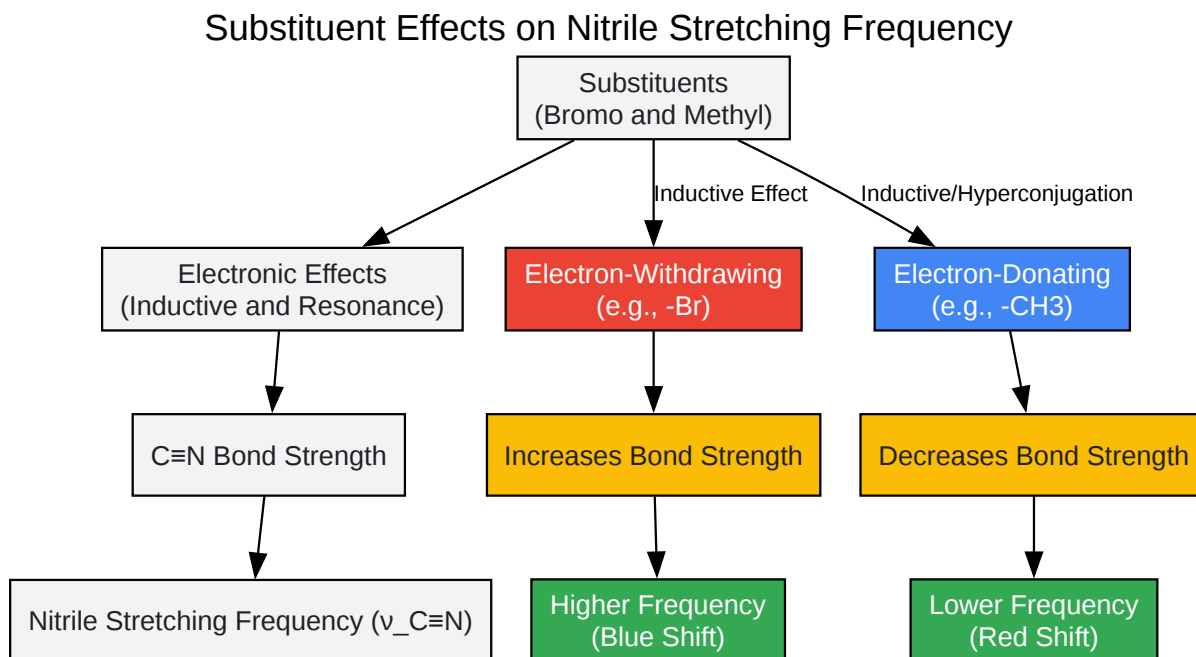 Substituent Effects on Nitrile Stretching Frequency
Substituents
(Bromo and Methyl)
Inductive Effect
Inductive/Hyperconjugation
Electronic Effects
(Inductive and Resonance)
Electron-Withdrawing
(e.g., -Br)
Electron-Donating
(e.g., -CH3)
C≡N Bond Strength
Increases Bond Strength
Decreases Bond Strength
Nitrile Stretching Frequency (ν_C≡N)
Higher Frequency
(Blue Shift)
Lower Frequency
(Red Shift)